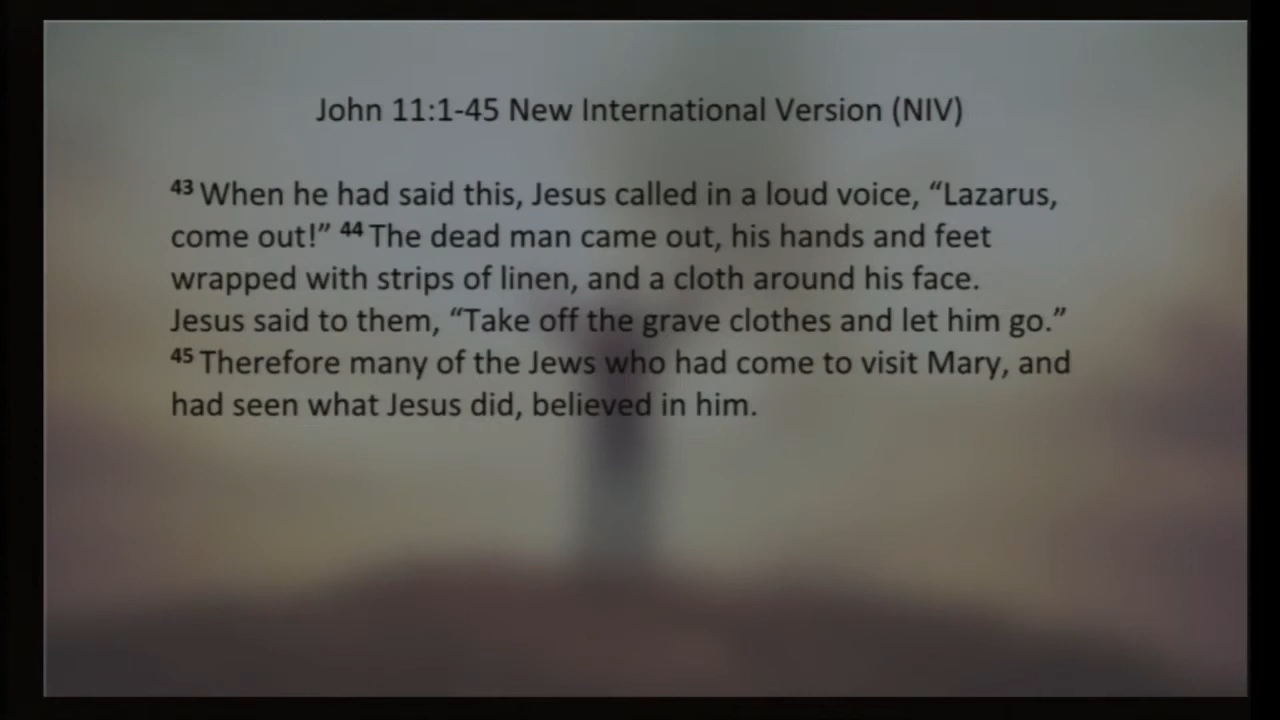 John 11:1-45 New International Version (NIV)
43 When he had said this, Jesus called in a loud voice, “Lazarus,
come out!” 44 The dead man came out, his hands and feet
wrapped with strips of linen, and a cloth around his face.
Jesus said to them, “Take off the grave clothes and let him go.”
45 Therefore many of the Jews who had come to visit Mary, and
had seen what Jesus did, believed in him.